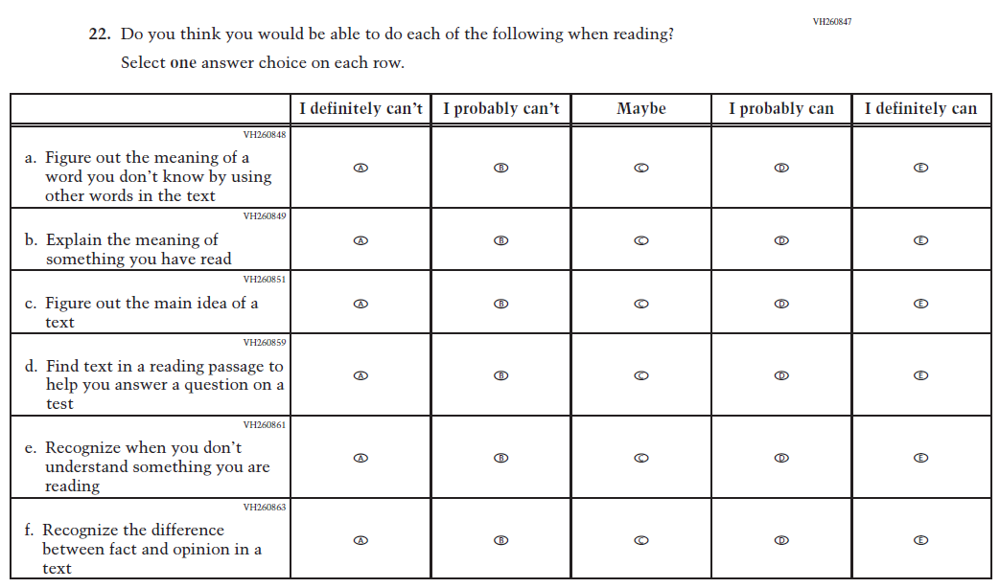 VH260847
22. Do you think you would be able to do each of the following when reading?
Select one answer choice on each row.
I definitely can't I probably can't Maybe I probably can I definitely can
VH260848
a. Figure out the meaning of a
word you don't know by using
other words in the text
A B C D E
VH260849
b. Explain the meaning of
something you have read
A B C D E
VH260851
c. Figure out the main idea of a
text
A B C D E
VH260859
d. Find text in a reading passage to
help you answer a question on a
test
A B C D E
VH260861
e. Recognize when you don't
understand something you are
reading
A B C D E
VH260863
f. Recognize the difference
between fact and opinion in a
text
A B C D E